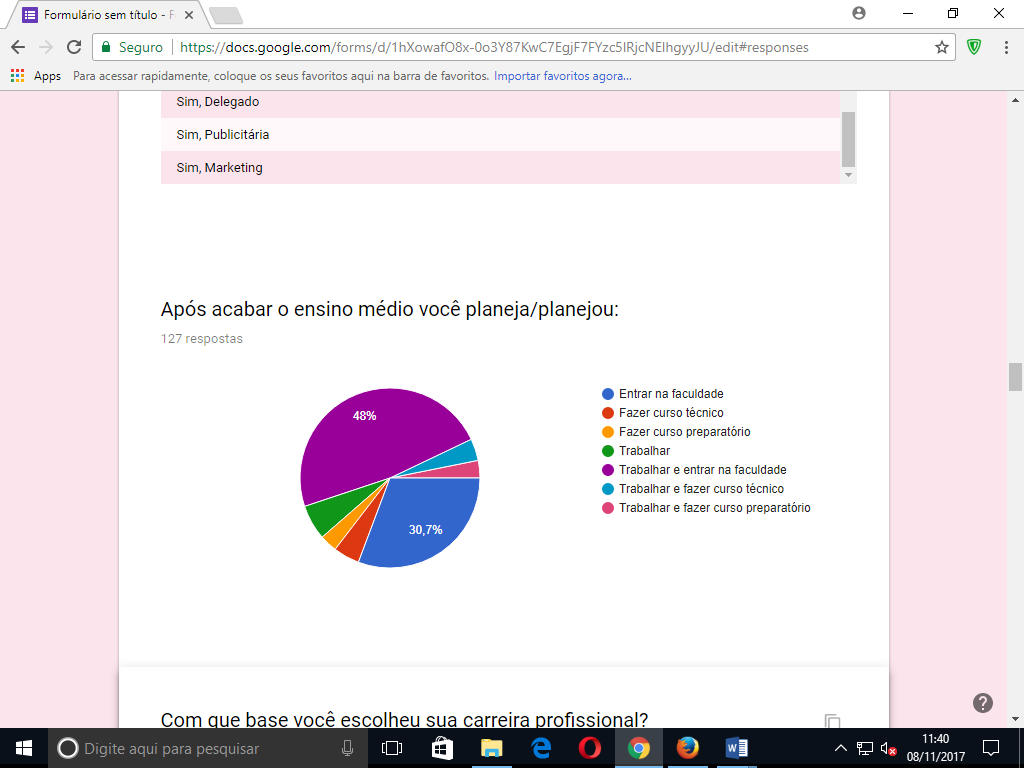 Formulário sem título - F
Seguro
https://docs.google.com/forms/d/1hXowafO8x-0o3Y87KwC7EgjF7FYzc5lRjcNElhgyyJU/edit#responses
Apps
Para acessar rapidamente, coloque os seus favoritos aqui na barra de favoritos. Importar favoritos agora...
Sim, Delegado
Sim, Publicitária
Sim, Marketing
Após acabar o ensino médio você planeja/planejou:
127 respostas
48%
30,7%
Entrar na faculdade
Fazer curso técnico
Fazer curso preparatório
Trabalhar
Trabalhar e entrar na faculdade
Trabalhar e fazer curso técnico
Trabalhar e fazer curso preparatório
Com que base você escolheu sua carreira profissional?
Digite aqui para pesquisar
11:40
08/11/2017